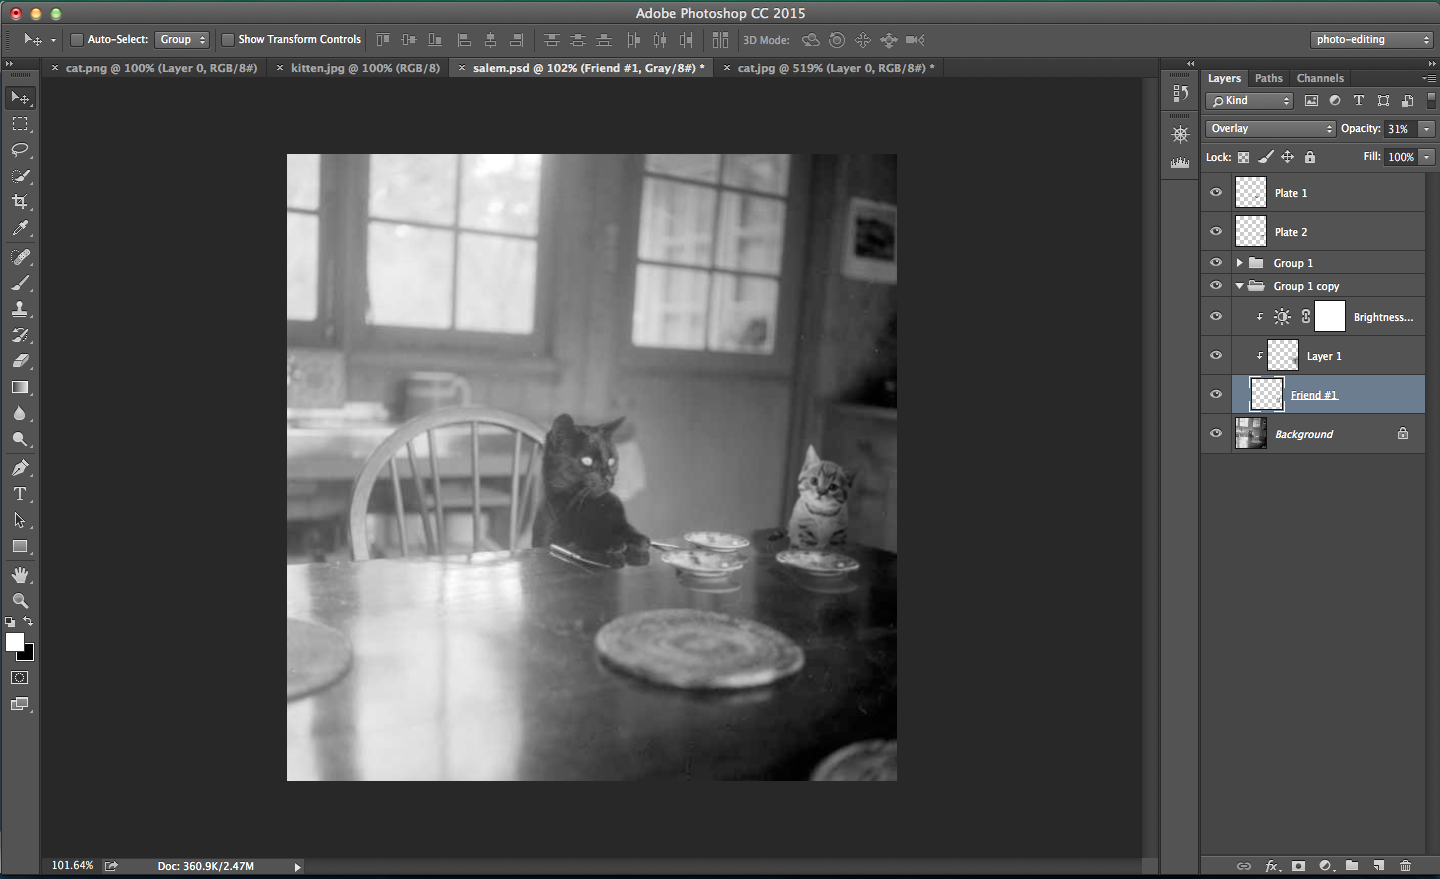 Adobe Photoshop CC 2015
Auto-Select: Group Show Transform Controls 3D Mode: photo-editing
cat.png @ 100% (Layer 0, RGB/8#) kitten.jpg @ 100% (RGB/8) salem.psd @ 102% (Friend #1, Gray/8#) * cat.jpg @ 519% (Layer 0, RGB/8#) *
Layers Paths Channels
Kind
Overlay Opacity: 31%
Lock: Fill: 100%
Plate 1
Plate 2
Group 1
Group 1 copy
Brightness...
Layer 1
Friend #1
Background
101.64% Doc: 360.9K/2.47M